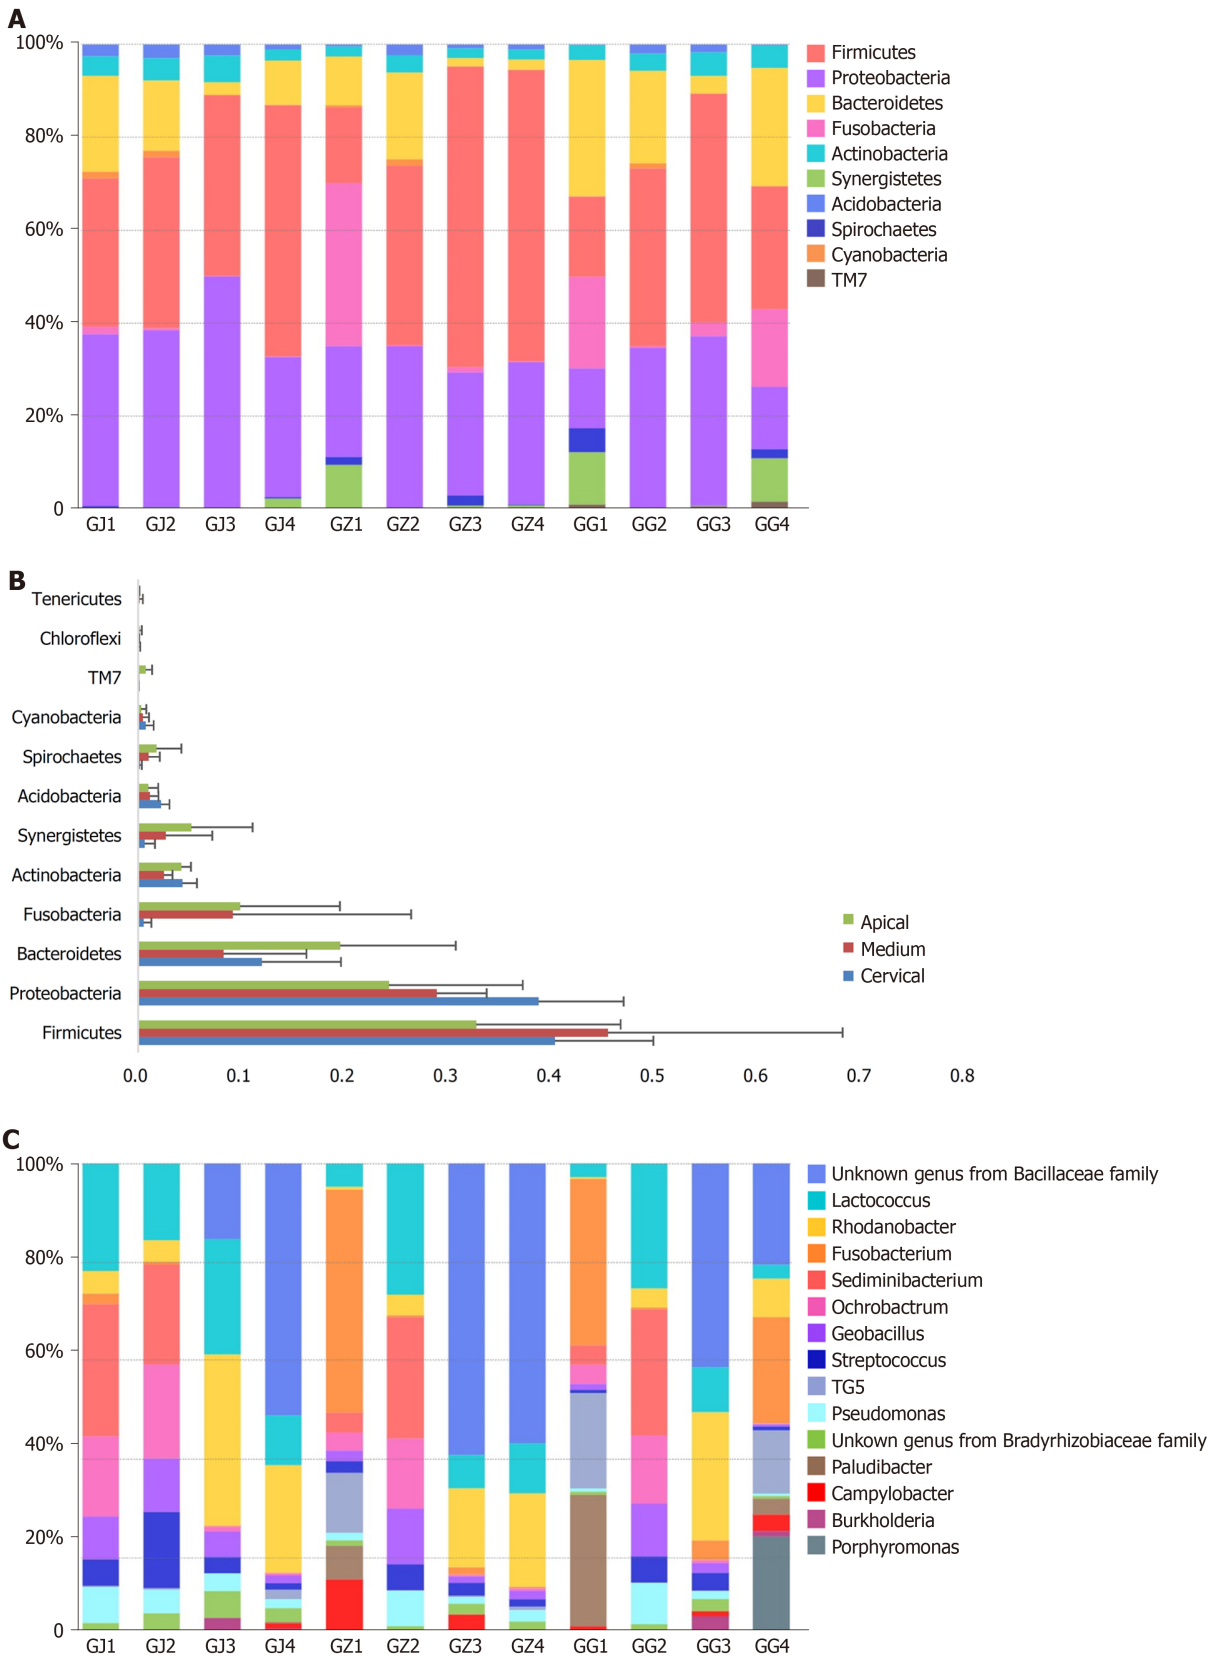 A
100%
80%
60%
40%
20%
0
GJ1 GJ2 GJ3 GJ4 GZ1 GZ2 GZ3 GZ4 GG1 GG2 GG3 GG4
Firmicutes
Proteobacteria
Bacteroidetes
Fusobacteria
Actinobacteria
Synergistetes
Acidobacteria
Spirochaetes
Cyanobacteria
TM7
B
Tenericutes
Chloroflexi
TM7
Cyanobacteria
Spirochaetes
Acidobacteria
Synergistetes
Actinobacteria
Fusobacteria
Bacteroidetes
Proteobacteria
Firmicutes
Apical
Medium
Cervical
0.0 0.1 0.2 0.3 0.4 0.5 0.6 0.7 0.8
C
100%
80%
60%
40%
20%
0
GJ1 GJ2 GJ3 GJ4 GZ1 GZ2 GZ3 GZ4 GG1 GG2 GG3 GG4
Unknown genus from Bacillaceae family
Lactococcus
Rhodanobacter
Fusobacterium
Sediminibacterium
Ochrobactrum
Geobacillus
Streptococcus
TG5
Pseudomonas
Unkown genus from Bradyrhizobiaceae family
Paludibacter
Campylobacter
Burkholderia
Porphyromonas